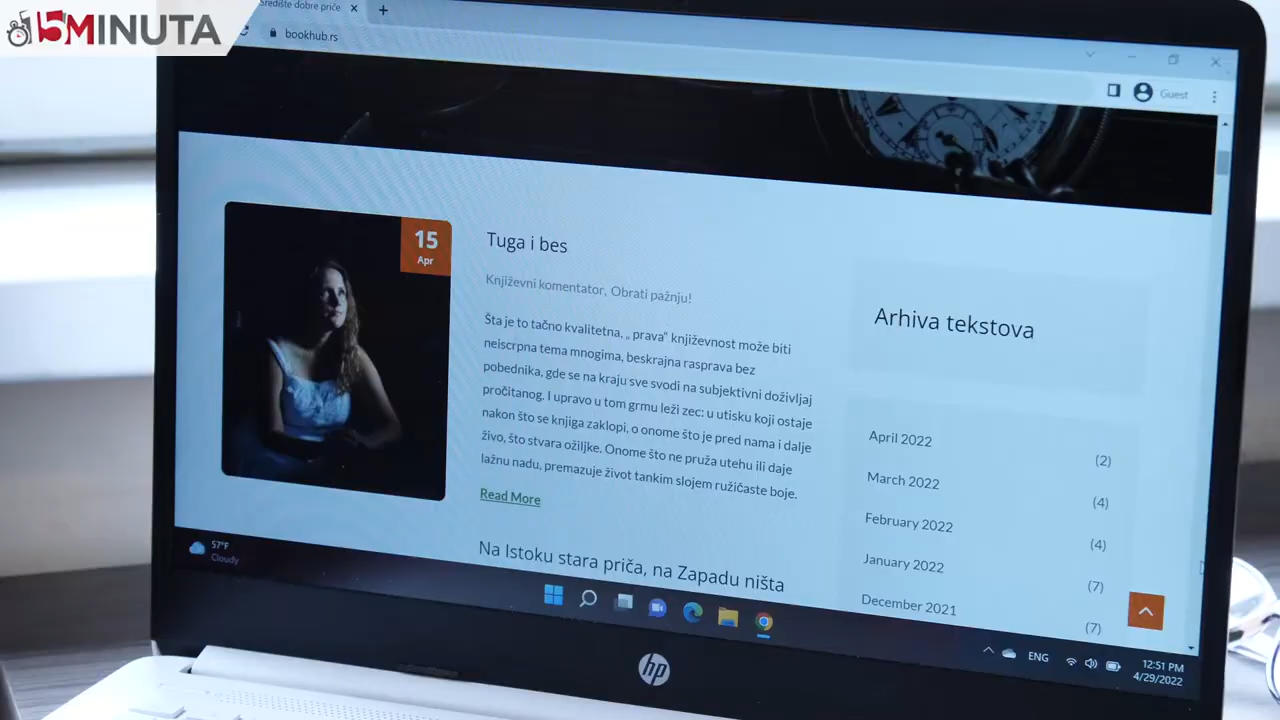 5MINUTA
Središte dobre priče
bookhub.rs
Guest
15
Apr
Tuga i bes
Književni komentator, Obrati pažnju!
Šta je to tačno kvalitetna, „ prava“ književnost može biti
neiscrpna tema mnogima, beskrajna rasprava bez
pobednika, gde se na kraju sve svodi na subjektivni doživljaj
pročitanog. I upravo u tom grmu leži zec: u utisku koji ostaje
nakon što se knjiga zaklopi, o onome što je pred nama i dalje
živo, što stvara ožiljke. Onome što ne pruža utehu ili daje
lažnu nadu, premazuje život tankim slojem ružičaste boje.
Read More
Na Istoku stara priča, na Zapadu ništa
Arhiva tekstova
April 2022 (2)
March 2022 (4)
February 2022 (4)
January 2022 (7)
December 2021 (7)
57°F
Cloudy
ENG
12:51 PM
4/29/2022
hp